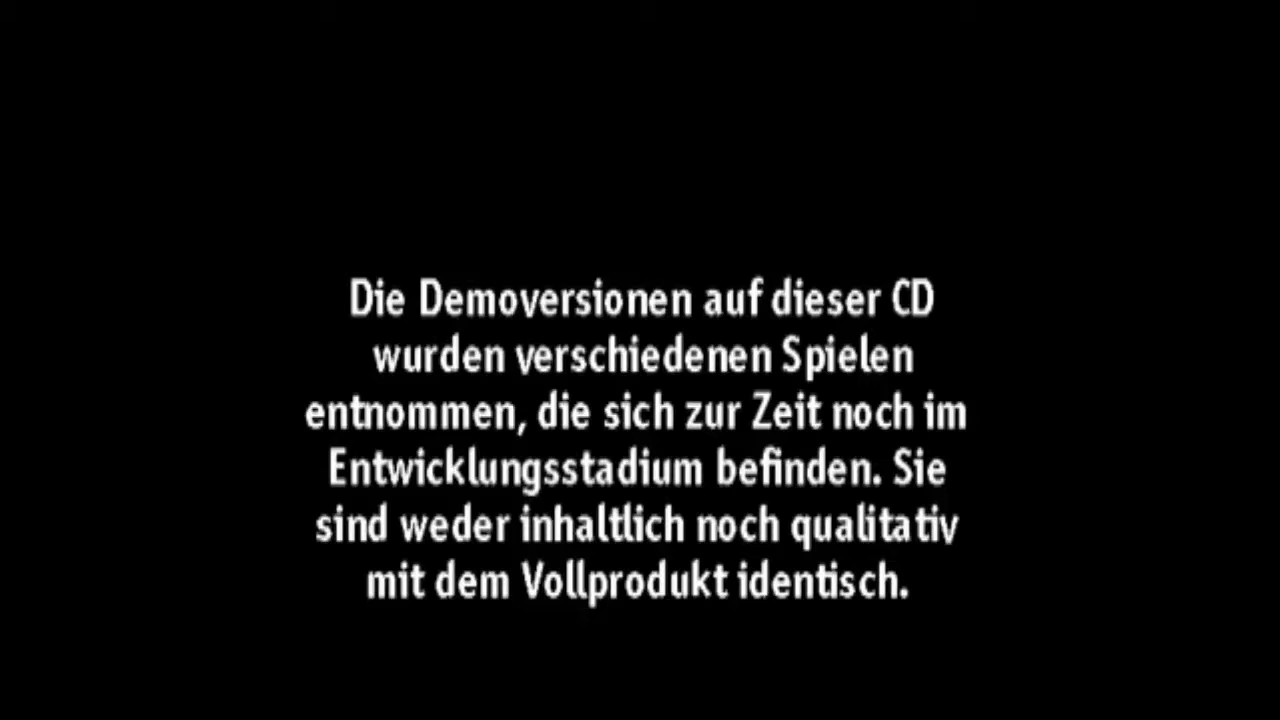 Die Demoversionen auf dieser CD
wurden verschiedenen Spielen
entnommen, die sich zur Zeit noch im
Entwicklungsstadium befinden. Sie
sind weder inhaltlich noch qualitativ
mit dem Vollprodukt identisch.